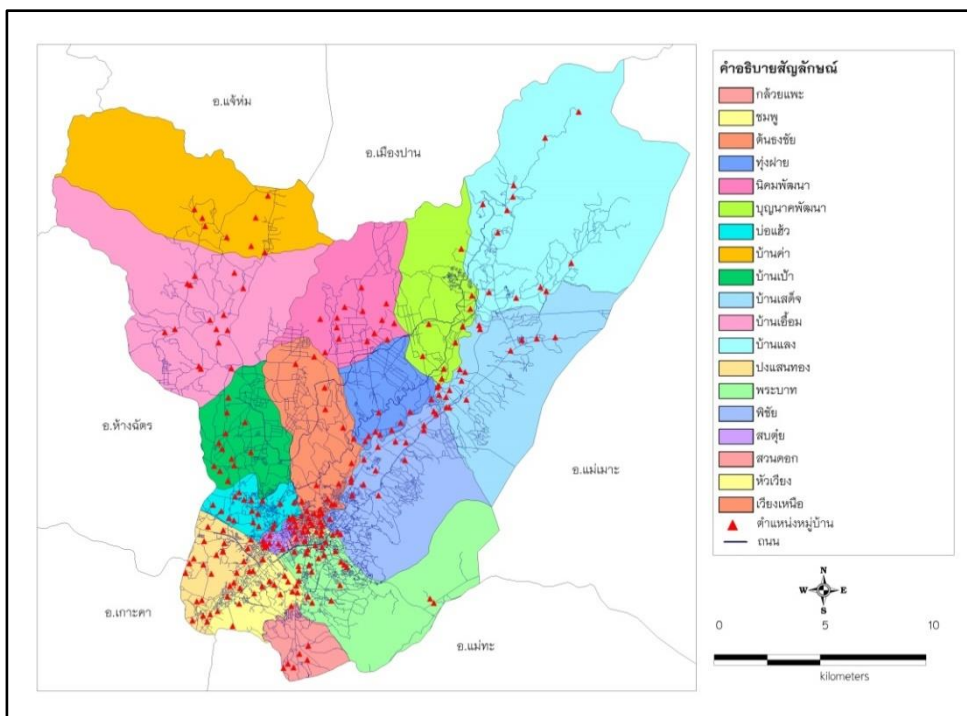 อ.แจ้ห่ม
อ.เมืองปาน
อ.ห้างฉัตร
อ.แม่เมาะ
อ.เกาะคา
อ.แม่ทะ
คำอธิบายสัญลักษณ์
กล้วยแพะ
ชมพู
ต้นธงชัย
ทุ่งฝาย
นิคมพัฒนา
บุญนาคพัฒนา
บ่อแฮ้ว
บ้านค่า
บ้านเป้า
บ้านเสด็จ
บ้านเอื้อม
บ้านแลง
ปงแสนทอง
พระบาท
พิชัย
สบตุ๋ย
สวนดอก
หัวเวียง
เวียงเหนือ
ตำแหน่งหมู่บ้าน
ถนน
N
W E
S
0 5 10
kilometers